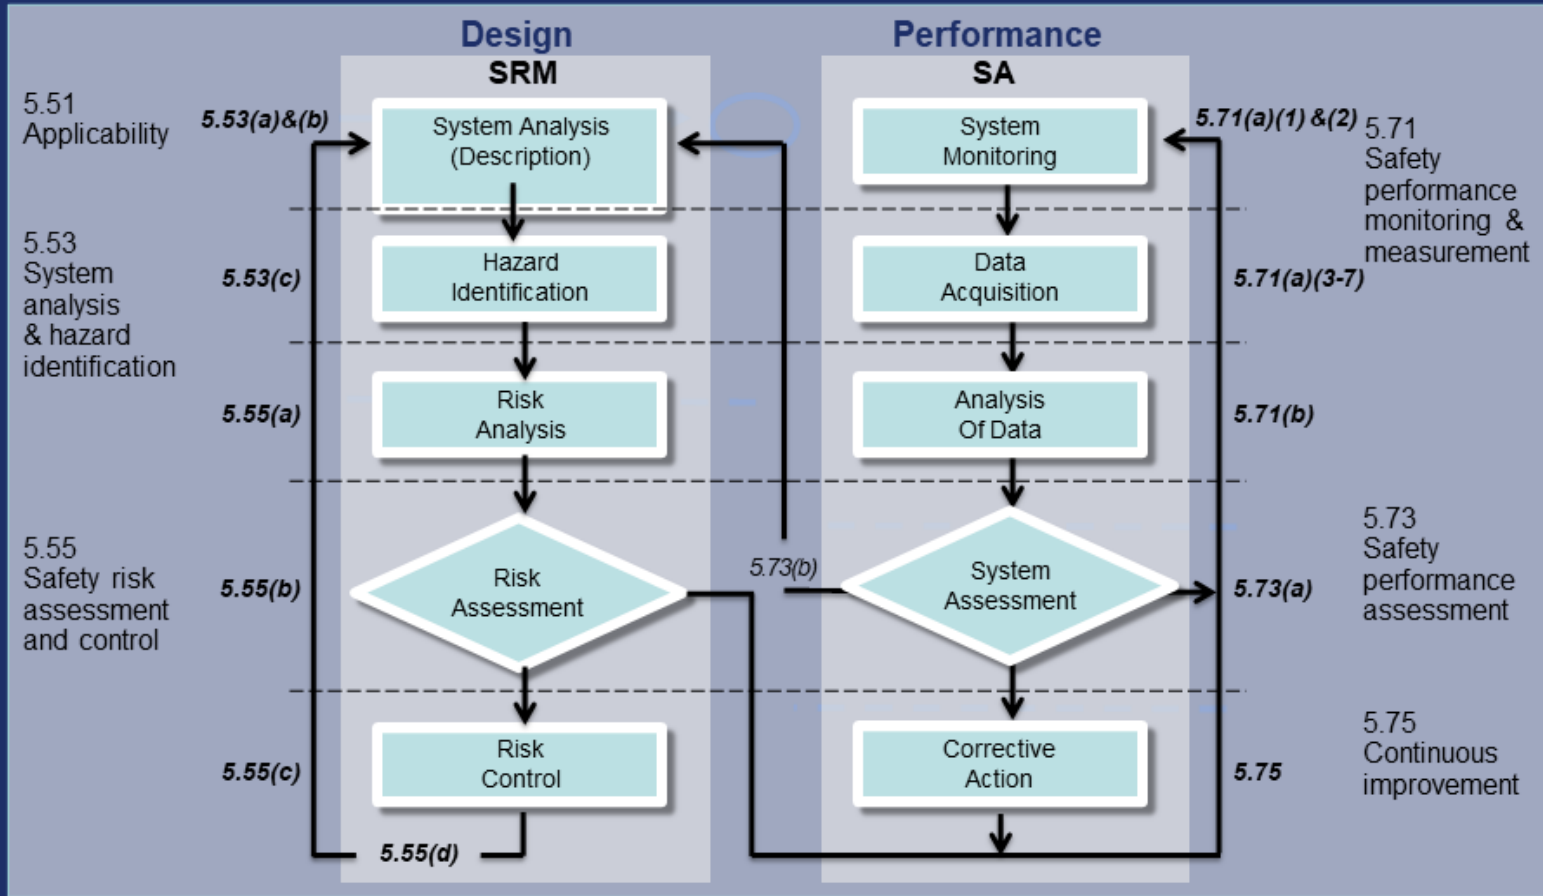 Design
Performance
SRM
SA
5.51
Applicability
5.53(a)&(b)
System Analysis
(Description)
System
Monitoring
5.71(a)(1) &(2)
5.71
Safety
performance
monitoring &
measurement
5.53
System
analysis
& hazard
identification
5.53(c)
Hazard
Identification
Data
Acquisition
5.71(a)(3-7)
5.55(a)
Risk
Analysis
Analysis
Of Data
5.71(b)
5.55
Safety risk
assessment
and control
5.55(b)
Risk
Assessment
5.73(b)
System
Assessment
5.73(a)
5.73
Safety
performance
assessment
5.55(c)
Risk
Control
Corrective
Action
5.75
5.75
Continuous
improvement
5.55(d)